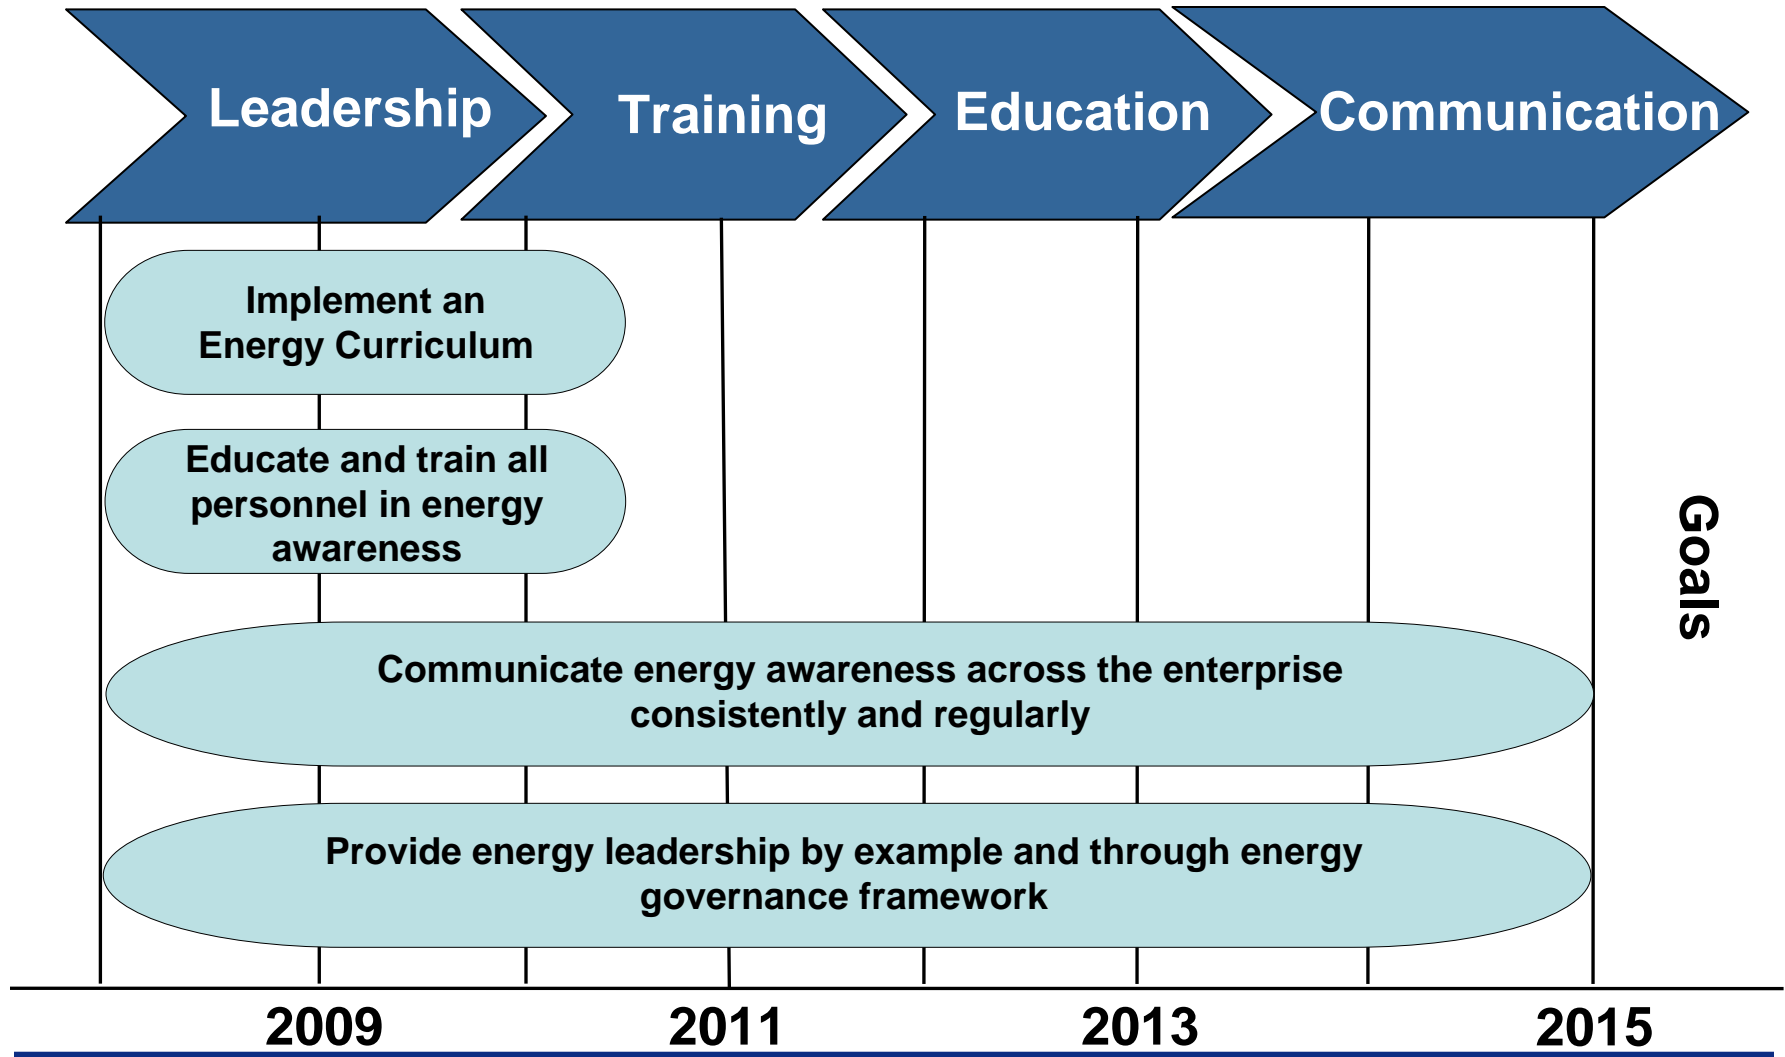 Leadership
Training
Education
Communication
Implement an
Energy Curriculum
Educate and train all
personnel in energy
awareness
Communicate energy awareness across the enterprise
consistently and regularly
Provide energy leadership by example and through energy
governance framework
Goals
2009
2011
2013
2015